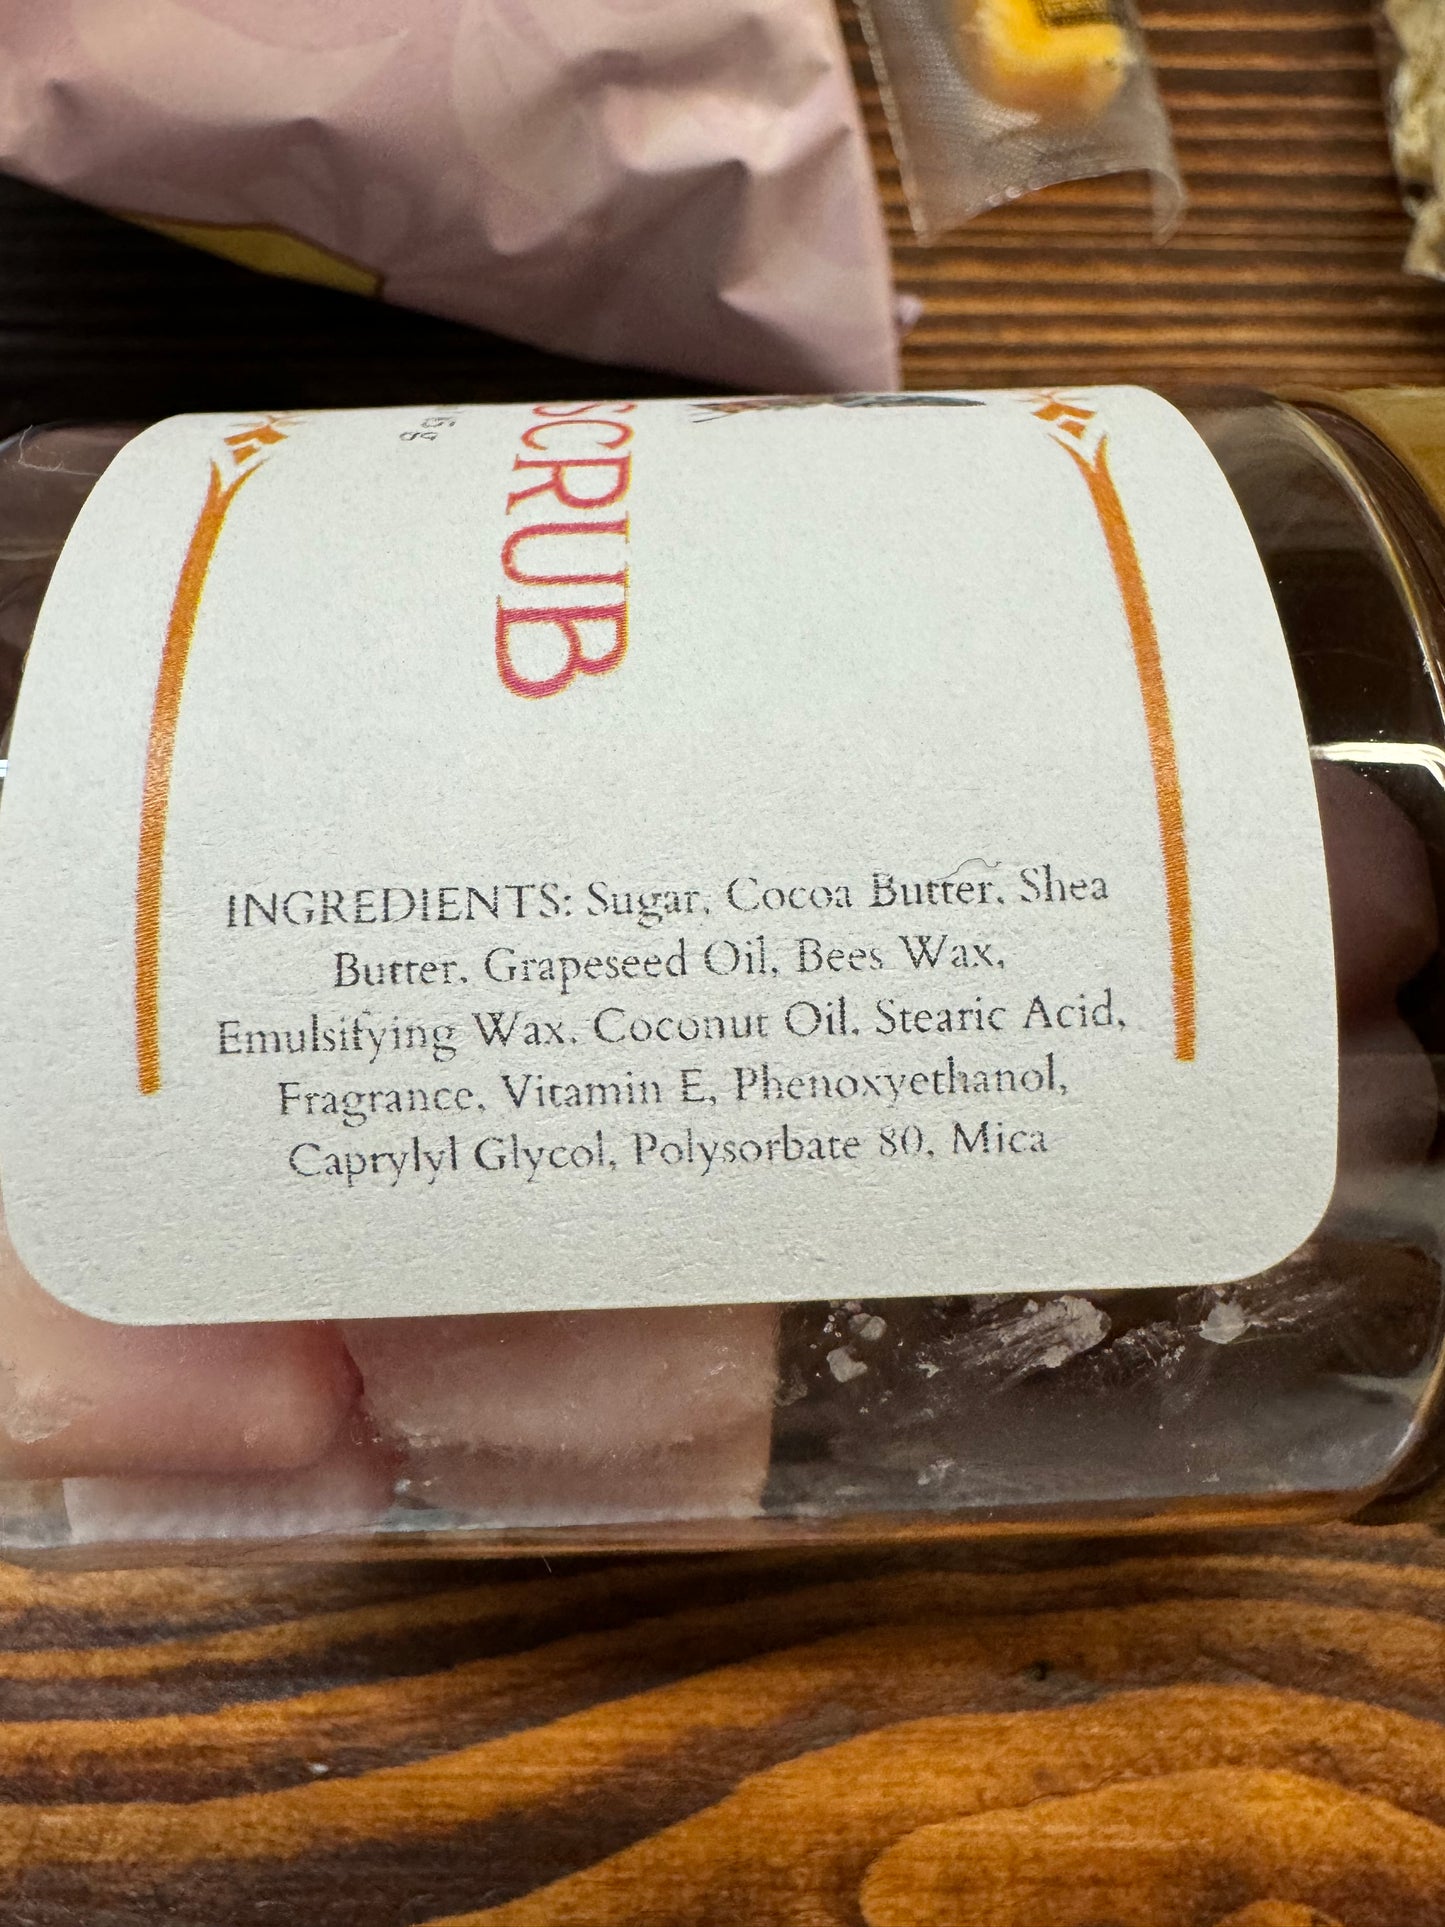 SCRUB
INGREDIENTS: Sugar, Cocoa Butter, Shea
Butter, Grapeseed Oil, Bees Wax,
Emulsifying Wax, Coconut Oil, Stearic Acid,
Fragrance, Vitamin E, Phenoxyethanol,
Caprylyl Glycol, Polysorbate 80, Mica